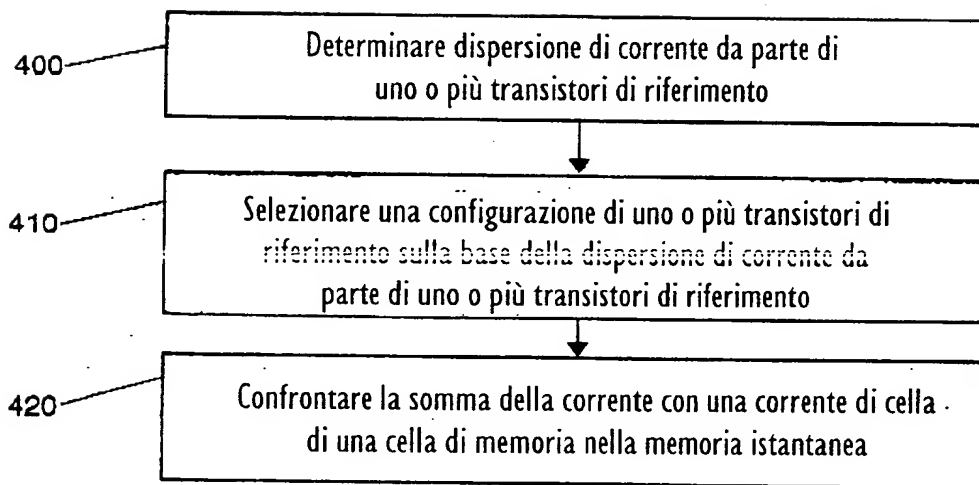 400
Determinare dispersione di corrente da parte di
uno o più transistori di riferimento
410
Selezionare una configurazione di uno o più transistori di
riferimento sulla base della dispersione di corrente da
parte di uno o più transistori di riferimento
420
Confrontare la somma della corrente con una corrente di cella
di una cella di memoria nella memoria istantanea